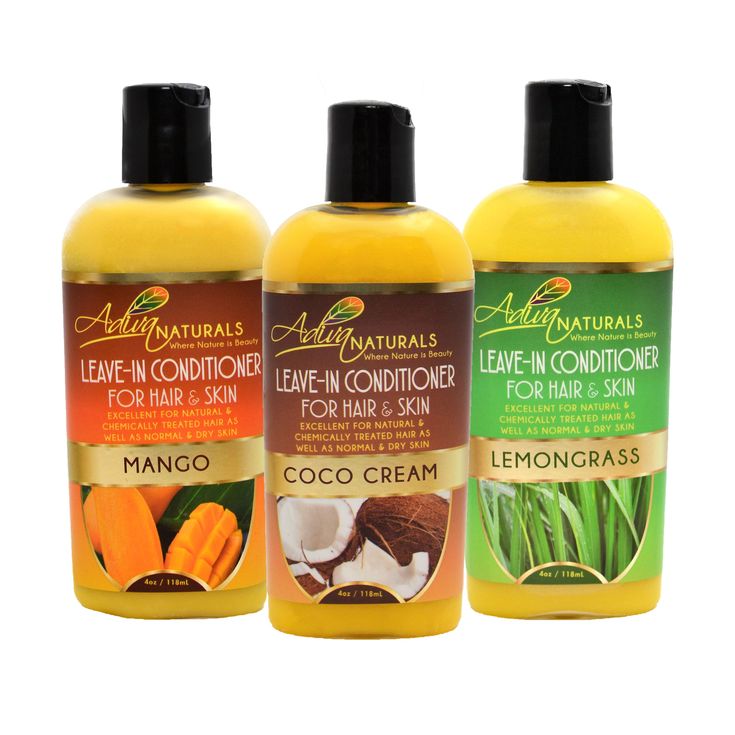 Adiva NATURALS
Where Nature is Beauty
LEAVE-IN CONDITIONER
FOR HAIR & SKIN
EXCELLENT FOR NATURAL &
CHEMICALLY TREATED HAIR AS
WELL AS NORMAL & DRY SKIN
MANGO
4oz / 118mL
Adiva NATURALS
Where Nature is Beauty
LEAVE-IN CONDITIONER
FOR HAIR & SKIN
EXCELLENT FOR NATURAL &
CHEMICALLY TREATED HAIR AS
WELL AS NORMAL & DRY SKIN
COCO CREAM
4oz / 118mL
Adiva NATURALS
Where Nature is Beauty
LEAVE-IN CONDITIONER
FOR HAIR & SKIN
EXCELLENT FOR NATURAL &
CHEMICALLY TREATED HAIR AS
WELL AS NORMAL & DRY SKIN
LEMONGRASS
4oz / 118mL